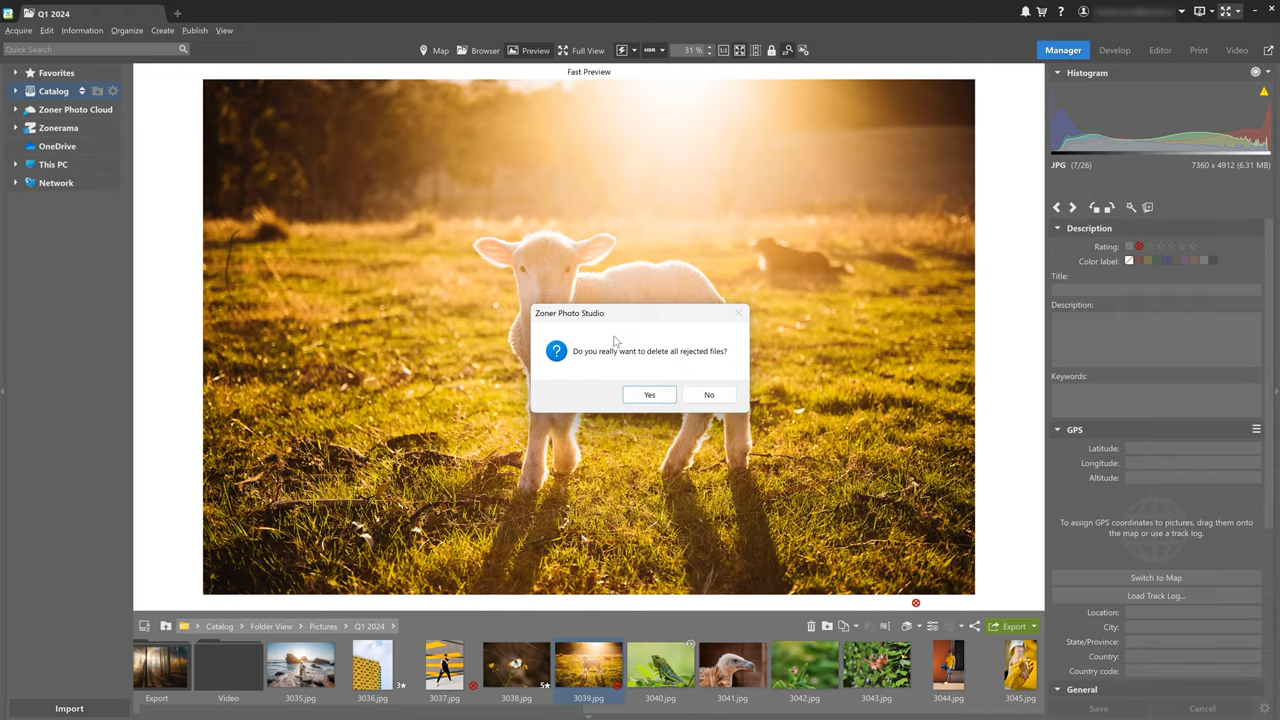 Q1 2024
Acquire Edit Information Organize Create Publish View
Quick Search
Map Browser Preview HDR Full View 31 % 1:1
Manager Develop Editor Print Video
Favorites
Catalog
Zoner Photo Cloud
Zonerama
OneDrive
This PC
Network
Import
Fast Preview
Zoner Photo Studio
Do you really want to delete all rejected files?
Yes No
Catalog Folder View Pictures Q1 2024
Export
Export Video 3035.jpg 3036.jpg 3★ 3037.jpg 3038.jpg 5★ 3039.jpg 3040.jpg 3041.jpg 3042.jpg 3043.jpg 3044.jpg 3045.jpg
Histogram
JPG (7/26) 7360 x 4912 (6.31 MB)
Description
Rating:
Color label:
Title:
Description:
Keywords:
GPS
Latitude:
Longitude:
Altitude:
To assign GPS coordinates to pictures, drag them onto
the map or use a track log.
Switch to Map
Load Track Log...
Location:
City:
State/Province:
Country:
Country code:
General
Save Cancel